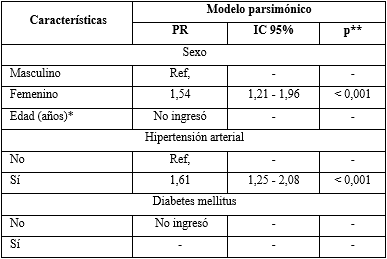 Características Modelo parsimónico
PR IC 95% p**
Sexo
Masculino Ref, - -
Femenino 1,54 1,21 - 1,96 < 0,001
Edad (años)* No ingresó - -
Hipertensión arterial
No Ref, - -
Sí 1,61 1,25 - 2,08 < 0,001
Diabetes mellitus
No No ingresó - -
Sí - - -